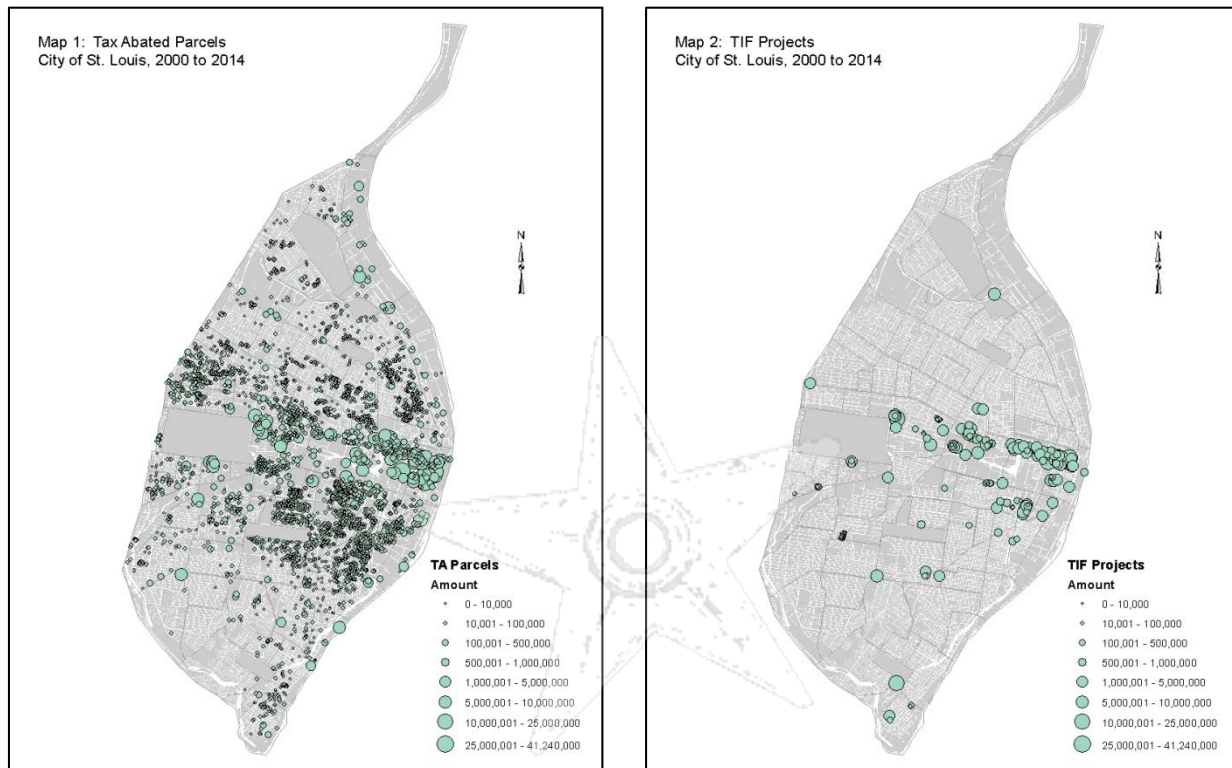 Map 1:  Tax Abated Parcels
City of St. Louis, 2000 to 2014
N
TA Parcels
Amount
0 - 10,000
10,001 - 100,000
100,001 - 500,000
500,001 - 1,000,000
1,000,001 - 5,000,000
5,000,001 - 10,000,000
10,000,001 - 25,000,000
25,000,001 - 41,240,000
Map 2:  TIF Projects
City of St. Louis, 2000 to 2014
N
TIF Projects
Amount
0 - 10,000
10,001 - 100,000
100,001 - 500,000
500,001 - 1,000,000
1,000,001 - 5,000,000
5,000,001 - 10,000,000
10,000,001 - 25,000,000
25,000,001 - 41,240,000